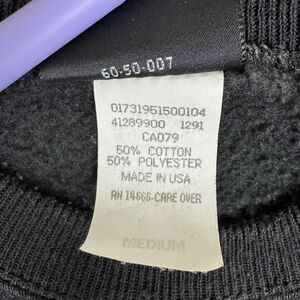 60-50-007
01731951500104
41289900 1291
CA079
50% COTTON
50% POLYESTER
MADE IN USA
RN 14666-CARE OVER
MEDIUM